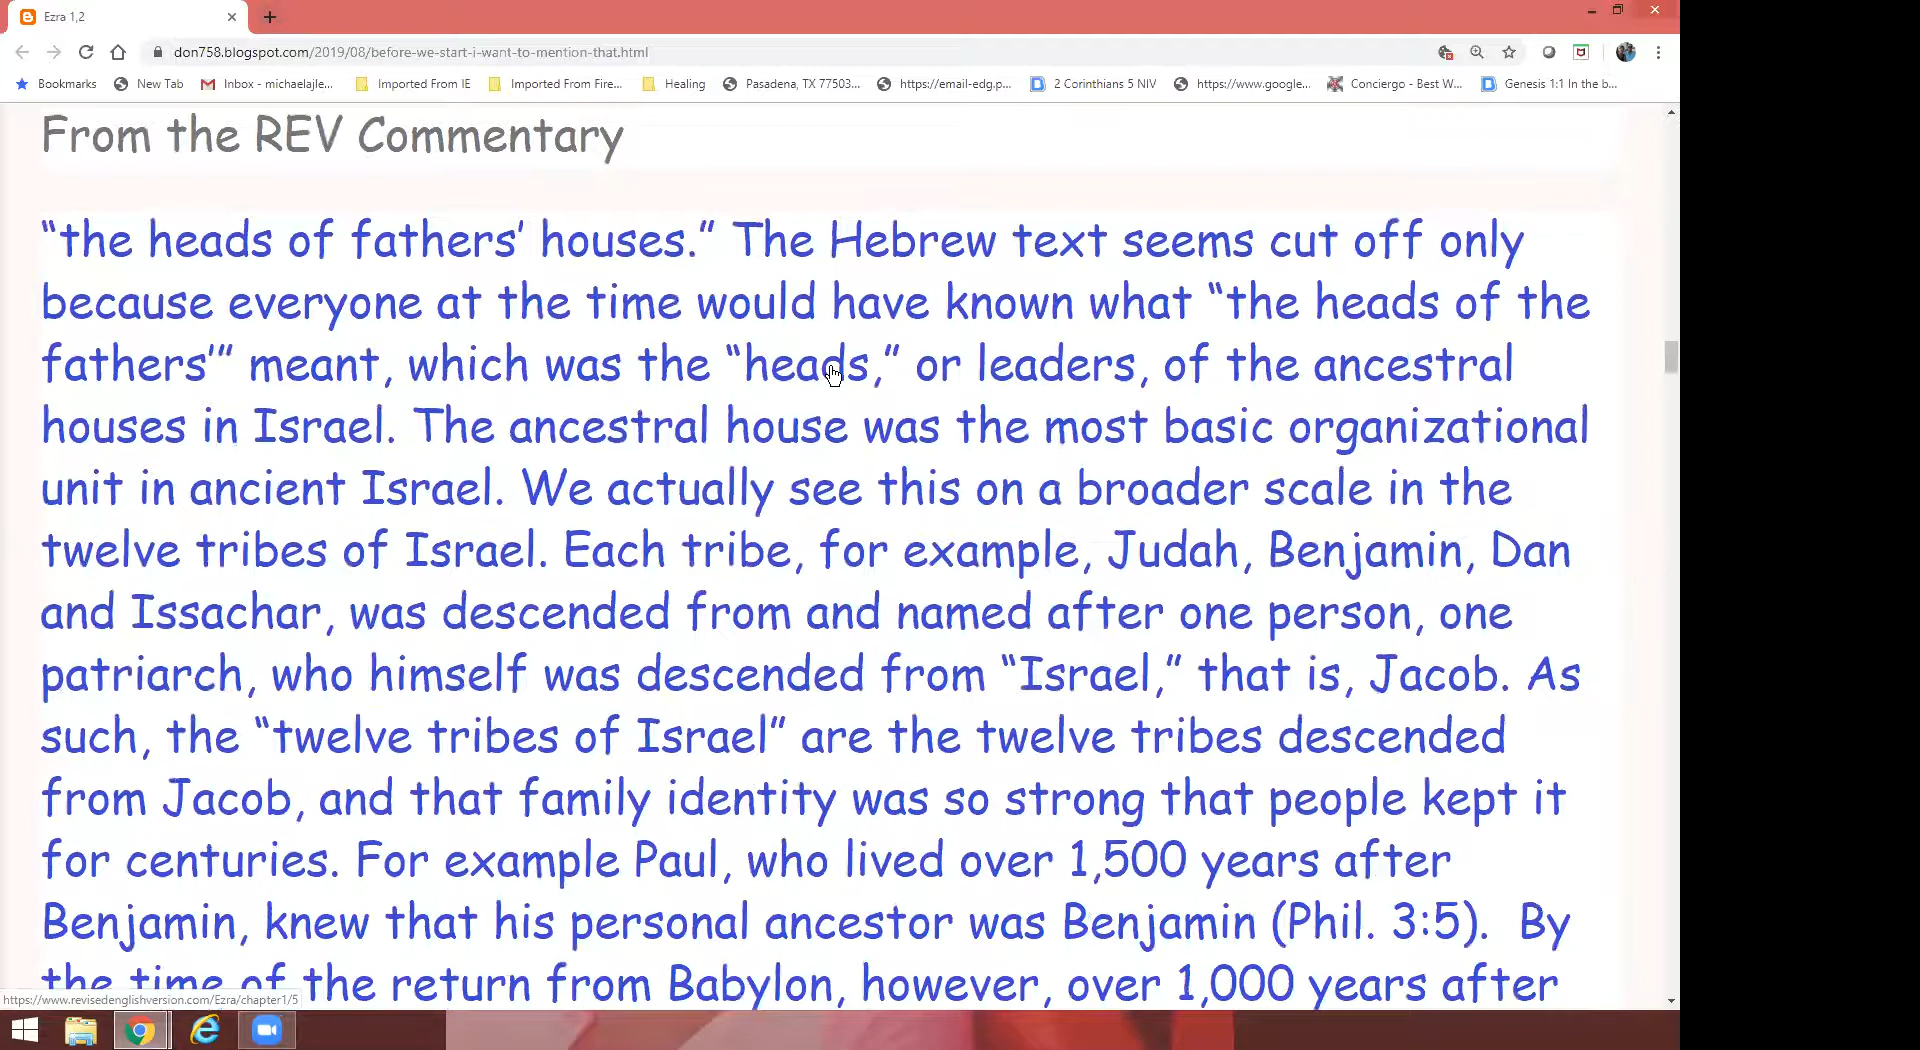 Ezra 1,2
don758.blogspot.com/2019/08/before-we-start-i-want-to-mention-that.html
Bookmarks New Tab Inbox - michaelajle... Imported From IE Imported From Fire... Healing Pasadena, TX 77503... https://email-edg.p... 2 Corinthians 5 NIV https://www.google... Conciergo - Best W... Genesis 1:1 In the b...
From the REV Commentary
“the heads of fathers’ houses.” The Hebrew text seems cut off only
because everyone at the time would have known what “the heads of the
fathers’” meant, which was the “heads,” or leaders, of the ancestral
houses in Israel. The ancestral house was the most basic organizational
unit in ancient Israel. We actually see this on a broader scale in the
twelve tribes of Israel. Each tribe, for example, Judah, Benjamin, Dan
and Issachar, was descended from and named after one person, one
patriarch, who himself was descended from “Israel,” that is, Jacob. As
such, the “twelve tribes of Israel” are the twelve tribes descended
from Jacob, and that family identity was so strong that people kept it
for centuries. For example Paul, who lived over 1,500 years after
Benjamin, knew that his personal ancestor was Benjamin (Phil. 3:5). By
the time of the return from Babylon, however, over 1,000 years after
https://www.revisedenglishversion.com/Ezra/chapter1/5